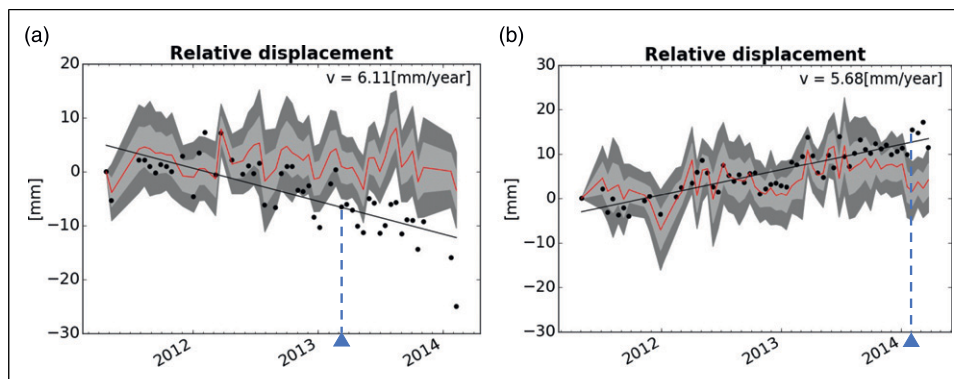 (a)
Relative displacement
v = 6.11[mm/year]
[mm]
20
10
0
−10
−20
−30
2012
2013
2014
(b)
Relative displacement
v = 5.68[mm/year]
[mm]
30
20
10
0
−10
−20
−30
2012
2013
2014